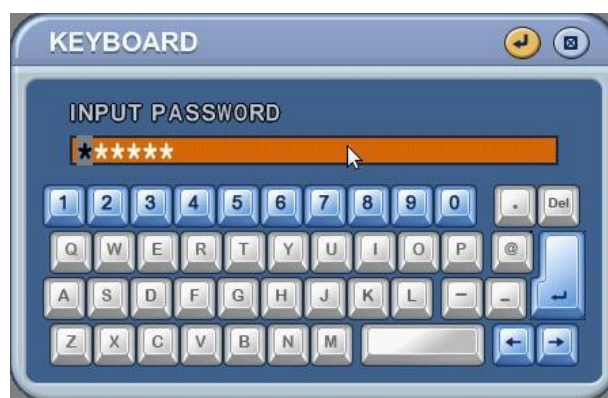 KEYBOARD
INPUT PASSWORD
******
1 2 3 4 5 6 7 8 9 0 . Del
Q W E R T Y U I O P @
A S D F G H J K L - _
Z X C V B N M ← →